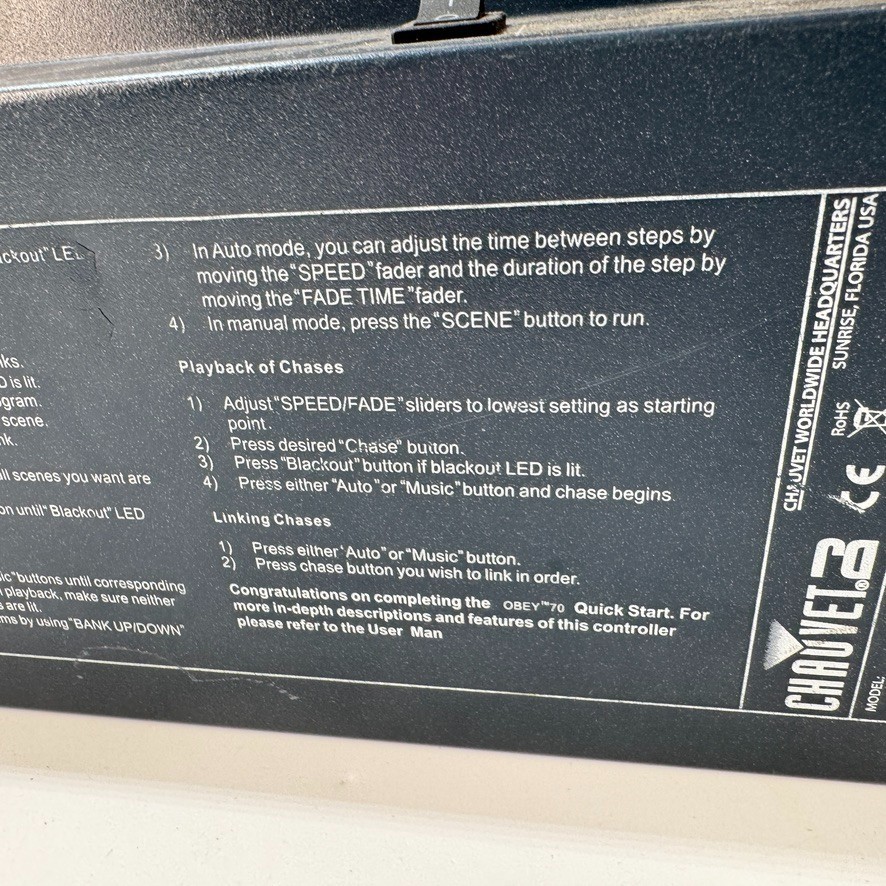 LED
ks.
is lit.
gram.
scene.
nk.
all scenes you want are
on until "Blackout" LED
ic "buttons until corresponding
playback, make sure neither
s are lit.
ms by using "BANK UP/DOWN"
3) In Auto mode, you can adjust the time between steps by
moving the "SPEED" fader and the duration of the step by
moving the "FADE TIME" fader.
4) In manual mode, press the "SCENE" button to run.
Playback of Chases
1) Adjust "SPEED/FADE" sliders to lowest setting as starting
point.
2) Press desired "Chase" button.
3) Press "Blackout" button if blackout LED is lit.
4) Press either "Auto" or "Music" button and chase begins.
Linking Chases
1) Press either 'Auto" or "Music" button.
2) Press chase button you wish to link in order.
Congratulations on completing the OBEY™70 Quick Start. For
more in-depth descriptions and features of this controller
please refer to the User Man
CHAUVET WORLDWIDE HEADQUARTERS
SUNRISE, FLORIDA USA
RoHS
CE
CHAUVET®
MODEL: